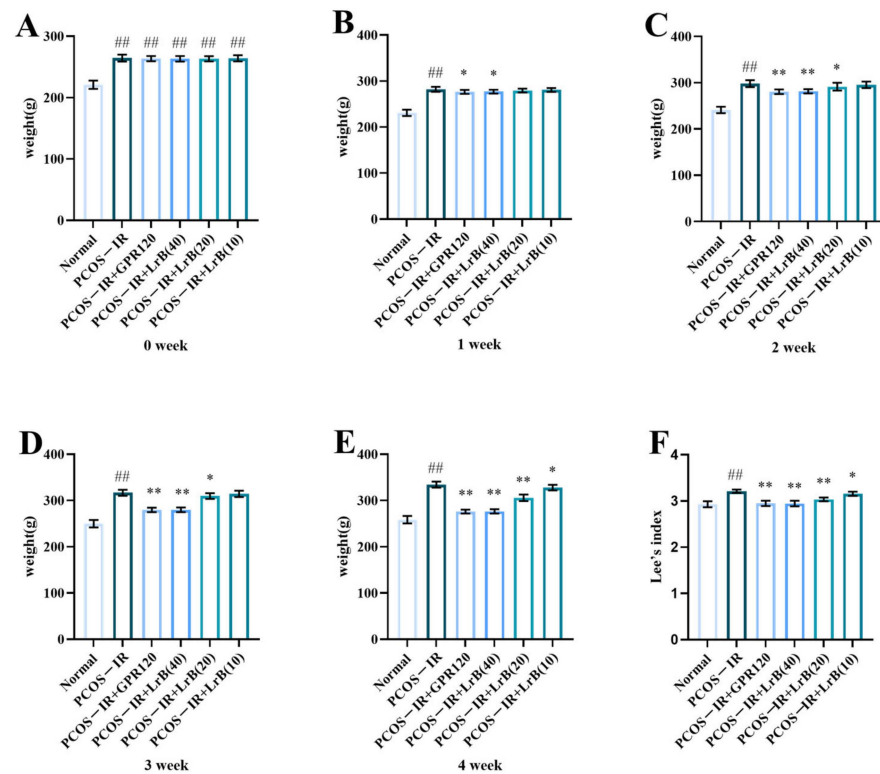 A
##
##
##
##
##
300
200
100
0
weight(g)
Normal
PCOS—IR
PCOS—IR+GPR120
PCOS—IR+LrB(40)
PCOS—IR+LrB(20)
PCOS—IR+LrB(10)
0 week
B
##
*
*
400
300
200
100
0
weight(g)
Normal
PCOS—IR
PCOS—IR+GPR120
PCOS—IR+LrB(40)
PCOS—IR+LrB(20)
PCOS—IR+LrB(10)
1 week
C
##
**
**
*
400
300
200
100
0
weight(g)
Normal
PCOS—IR
PCOS—IR+GPR120
PCOS—IR+LrB(40)
PCOS—IR+LrB(20)
PCOS—IR+LrB(10)
2 week
D
##
**
**
*
400
300
200
100
0
weight(g)
Normal
PCOS—IR
PCOS—IR+GPR120
PCOS—IR+LrB(40)
PCOS—IR+LrB(20)
PCOS—IR+LrB(10)
3 week
E
##
**
**
**
*
400
300
200
100
0
weight(g)
Normal
PCOS—IR
PCOS—IR+GPR120
PCOS—IR+LrB(40)
PCOS—IR+LrB(20)
PCOS—IR+LrB(10)
4 week
F
##
**
**
**
*
4
3
2
1
0
Lee's index
Normal
PCOS—IR
PCOS—IR+GPR120
PCOS—IR+LrB(40)
PCOS—IR+LrB(20)
PCOS—IR+LrB(10)